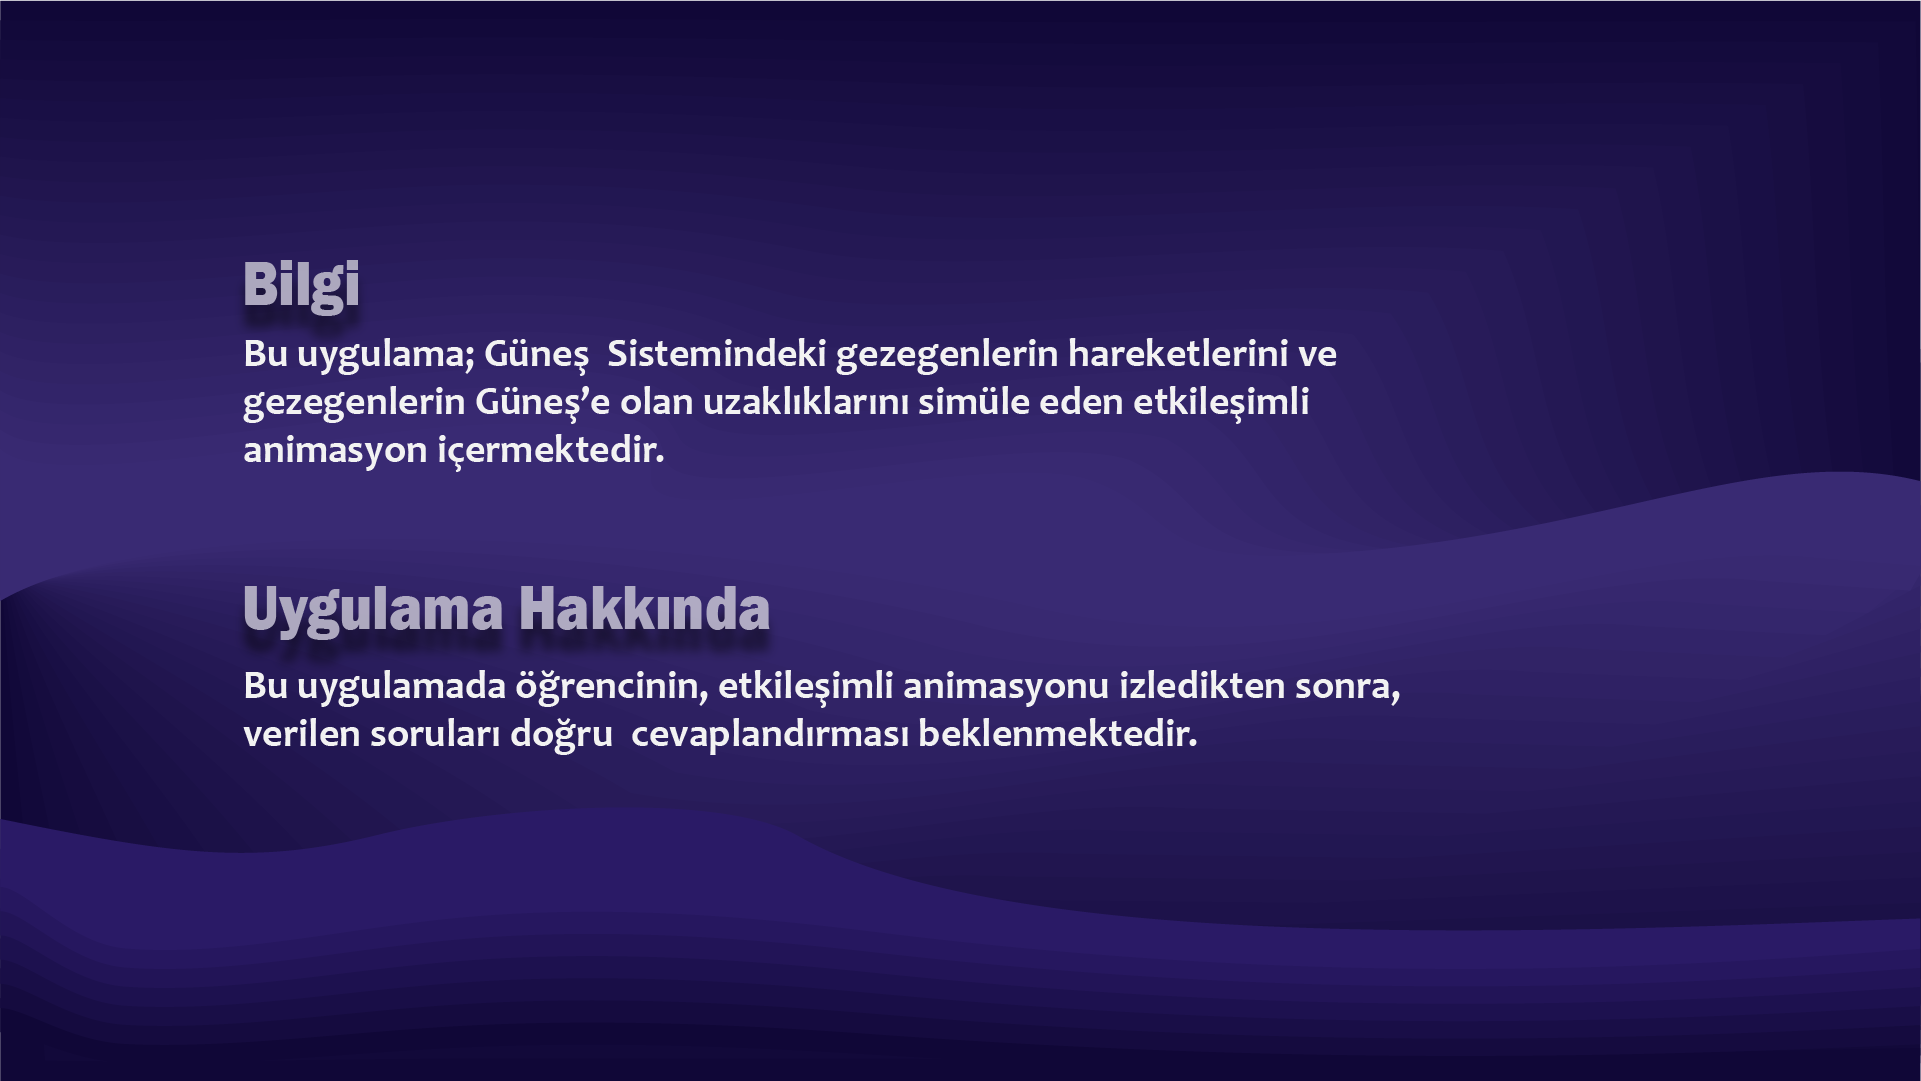 Bilgi
Bu uygulama; Güneş  Sistemindeki gezegenlerin hareketlerini ve
gezegenlerin Güneş’e olan uzaklıklarını simüle eden etkileşimli
animasyon içermektedir.
Uygulama Hakkında
Bu uygulamada öğrencinin, etkileşimli animasyonu izledikten sonra,
verilen soruları doğru  cevaplandırması beklenmektedir.